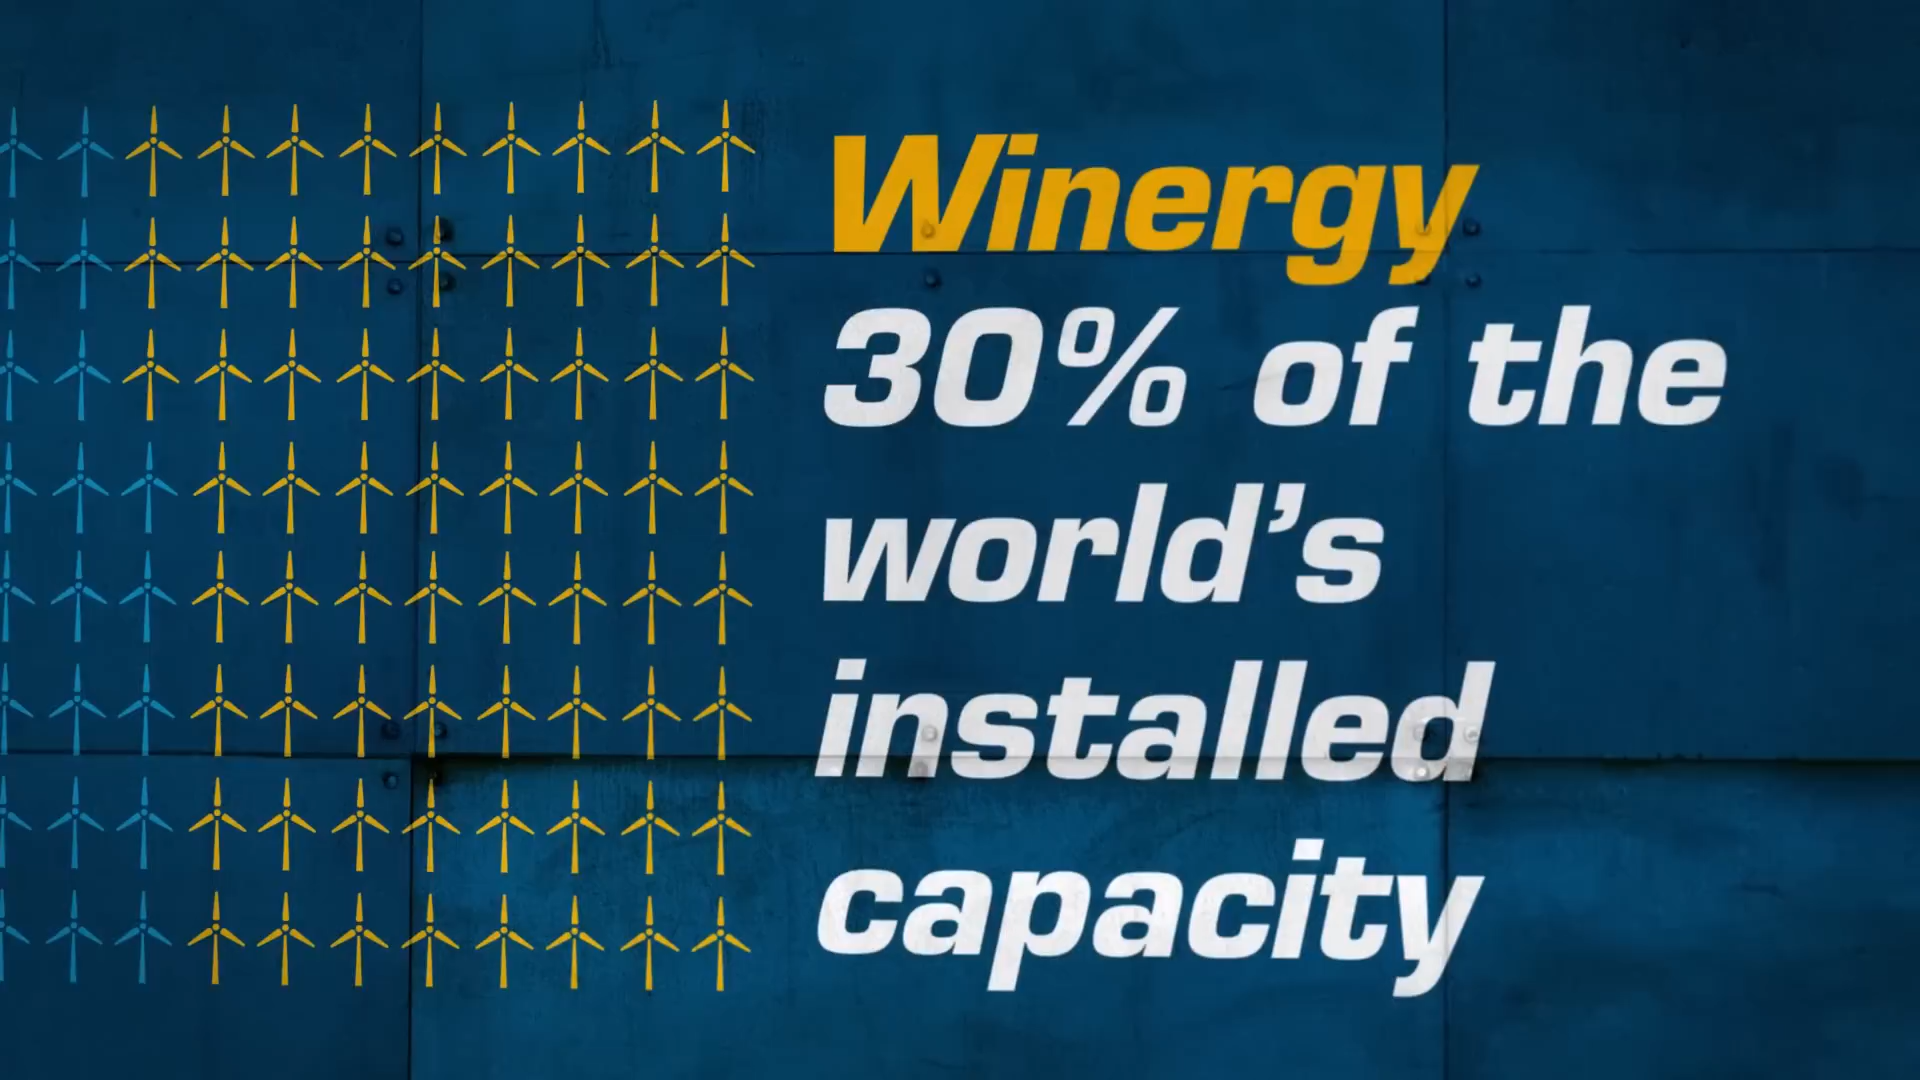 Winergy
30% of the
world’s
installed
capacity